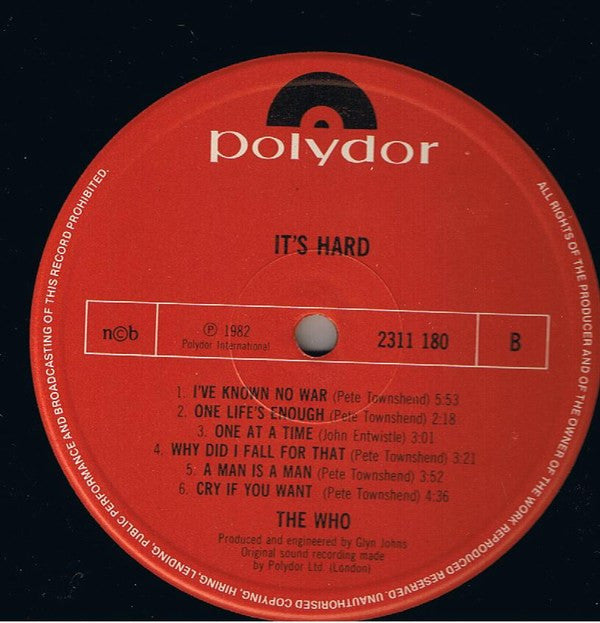 polydor
IT'S HARD
n©b
℗ 1982
Polydor International
2311 180
B
1. I'VE KNOWN NO WAR (Pete Townshend) 5:53
2. ONE LIFE'S ENOUGH (Pete Townshend) 2:18
3. ONE AT A TIME (John Entwistle) 3:01
4. WHY DID I FALL FOR THAT (Pete Townshend) 3:21
5. A MAN IS A MAN (Pete Townshend) 3:52
6. CRY IF YOU WANT (Pete Townshend) 4:36
THE WHO
Produced and engineered by Glyn Johns
Original sound recording made
by Polydor Ltd. (London)
ALL RIGHTS OF THE PRODUCER AND OF THE OWNER OF THE WORK REPRODUCED RESERVED. UNAUTHORISED COPYING, HIRING, LENDING, PUBLIC PERFORMANCE AND BROADCASTING OF THIS RECORD PROHIBITED.